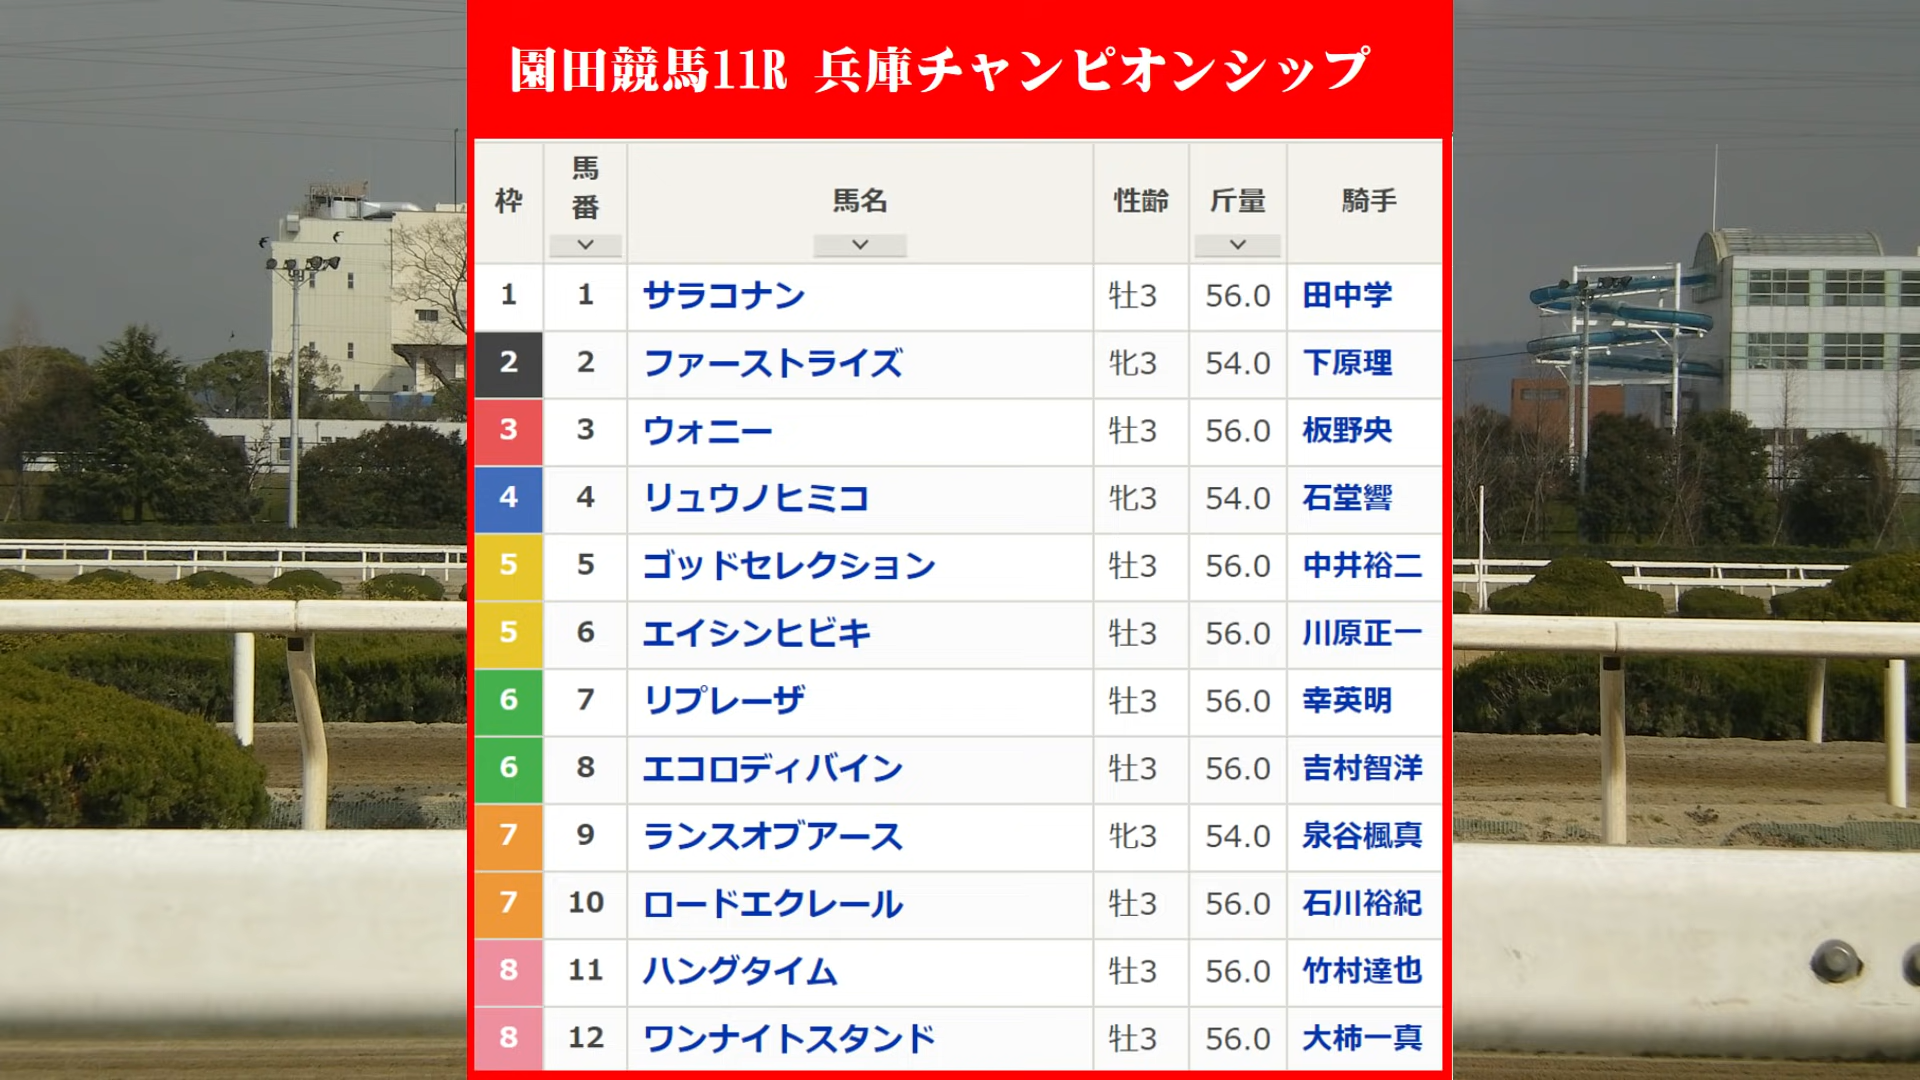 園田競馬11R 兵庫チャンピオンシップ
枠 馬番 馬名 性齢 斤量 騎手
1 1 サラコナン 牡3 56.0 田中学
2 2 ファーストライズ 牝3 54.0 下原理
3 3 ウォニー 牡3 56.0 板野央
4 4 リュウノヒミコ 牝3 54.0 石堂響
5 5 ゴッドセレクション 牡3 56.0 中井裕二
5 6 エイシンヒビキ 牡3 56.0 川原正一
6 7 リプレーザ 牡3 56.0 幸英明
6 8 エコロディバイン 牡3 56.0 吉村智洋
7 9 ランスオブアース 牝3 54.0 泉谷楓真
7 10 ロードエクレール 牡3 56.0 石川裕紀
8 11 ハングタイム 牡3 56.0 竹村達也
8 12 ワンナイトスタンド 牡3 56.0 大柿一真